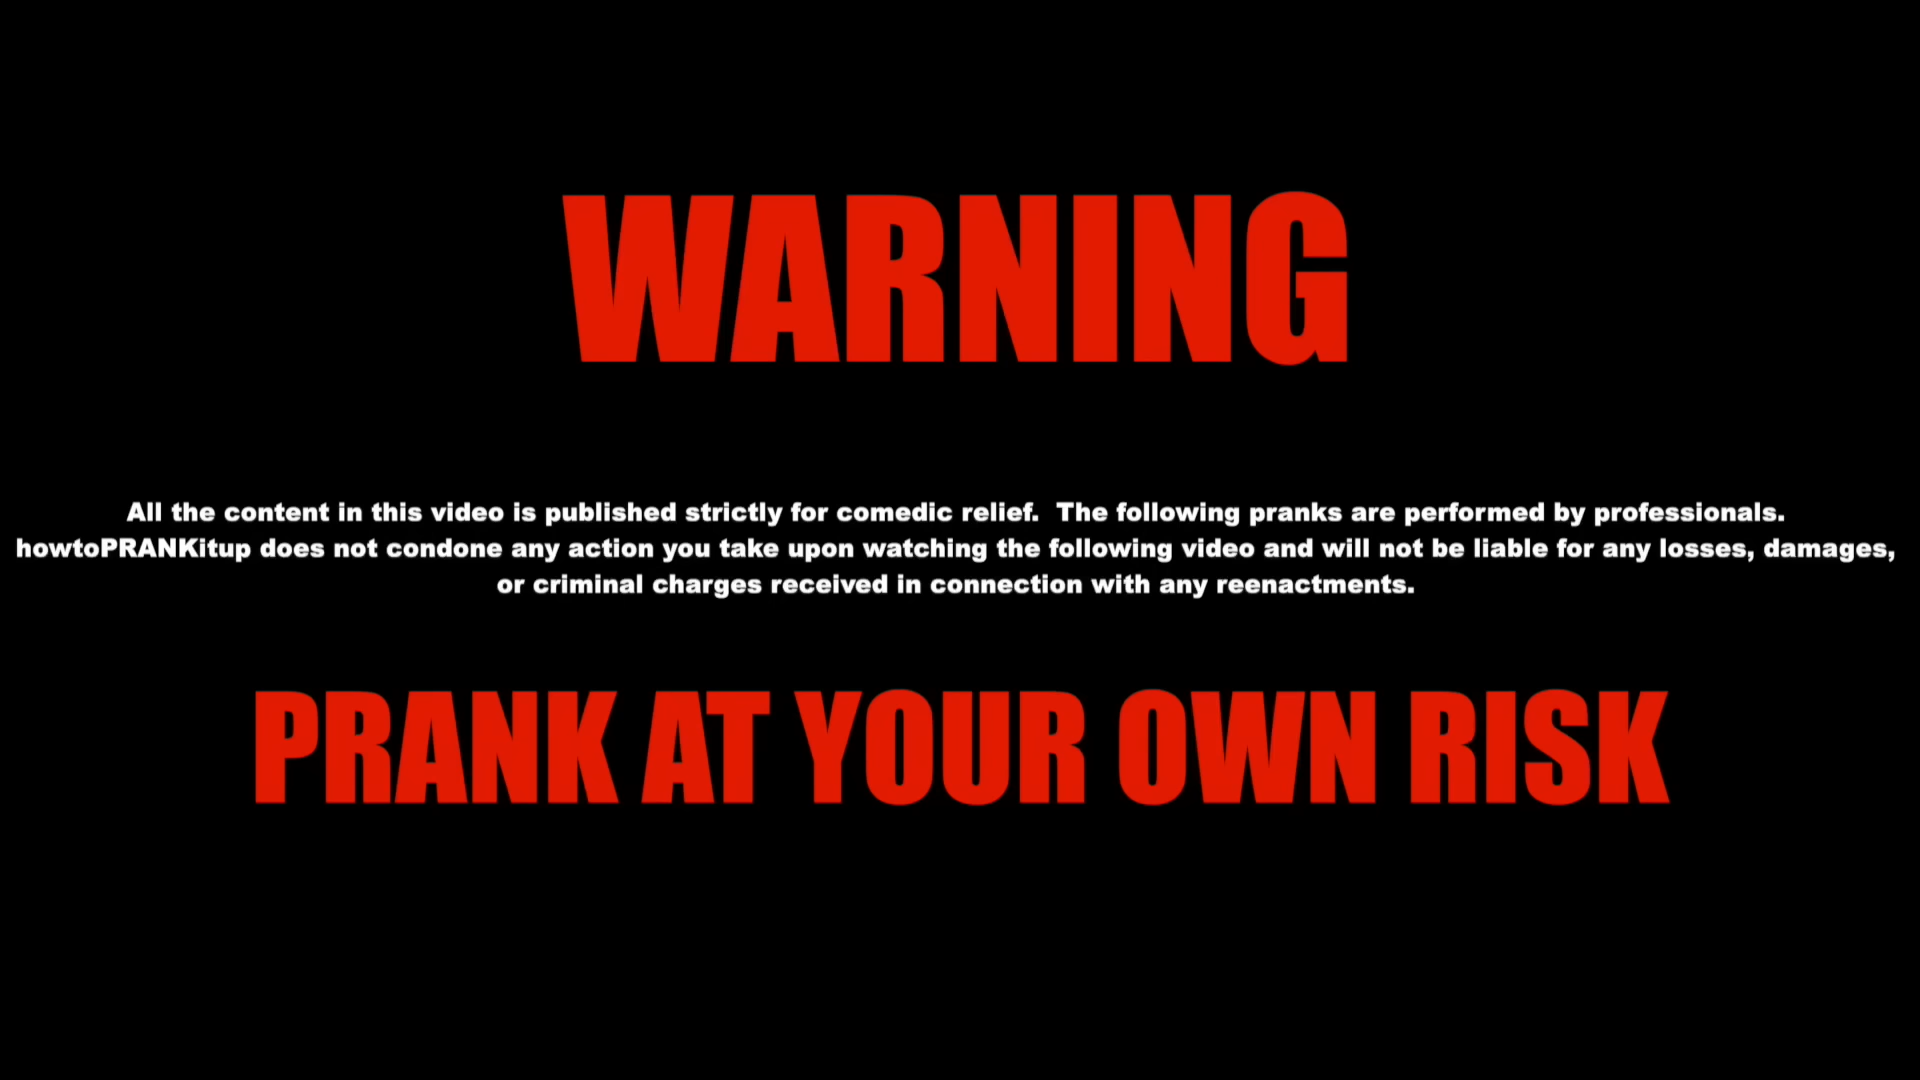 WARNING
All the content in this video is published strictly for comedic relief.  The following pranks are performed by professionals.
howtoPRANKitup does not condone any action you take upon watching the following video and will not be liable for any losses, damages,
or criminal charges received in connection with any reenactments.
PRANK AT YOUR OWN RISK